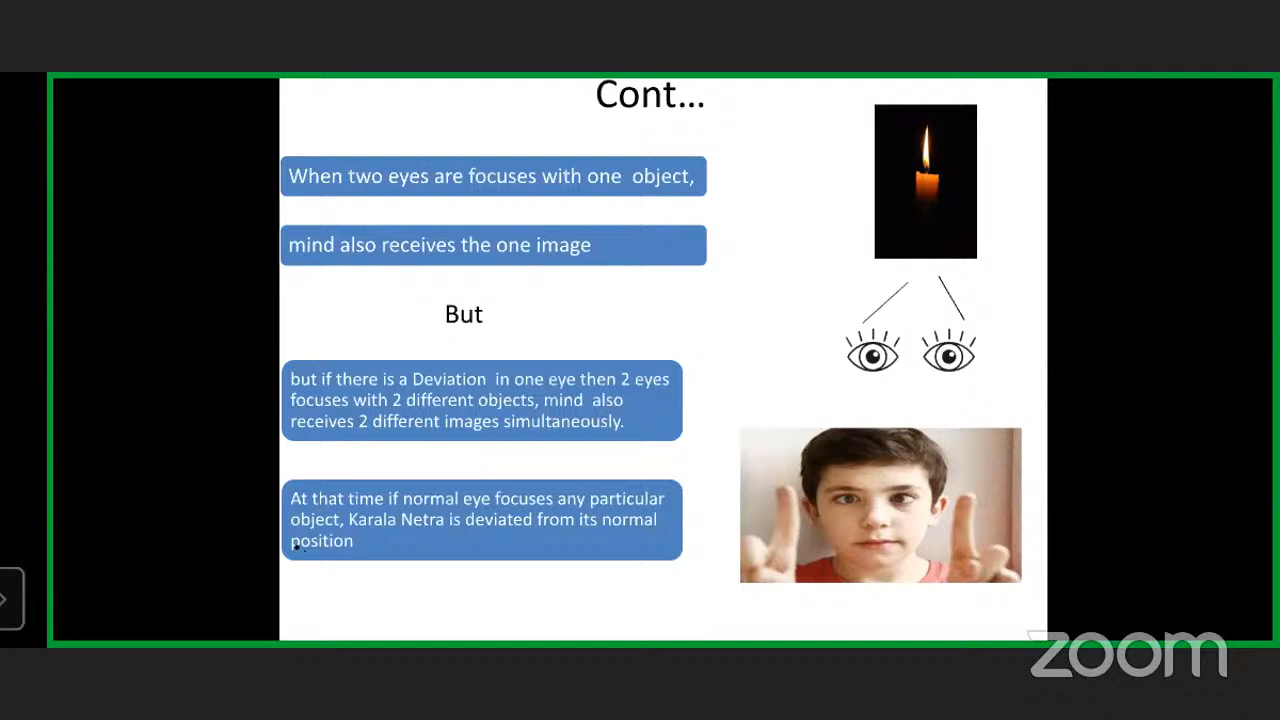 Cont...
When two eyes are focuses with one object,
mind also receives the one image
But
but if there is a Deviation in one eye then 2 eyes
focuses with 2 different objects, mind also
receives 2 different images simultaneously.
At that time if normal eye focuses any particular
object, Karala Netra is deviated from its normal
position
zoom